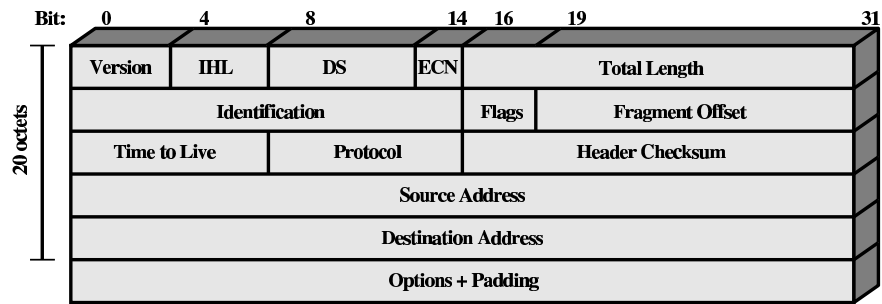 Bit: 0 4 8 14 16 19 31
Version IHL DS ECN Total Length
Identification Flags Fragment Offset
Time to Live Protocol Header Checksum
Source Address
Destination Address
Options + Padding
20 octets